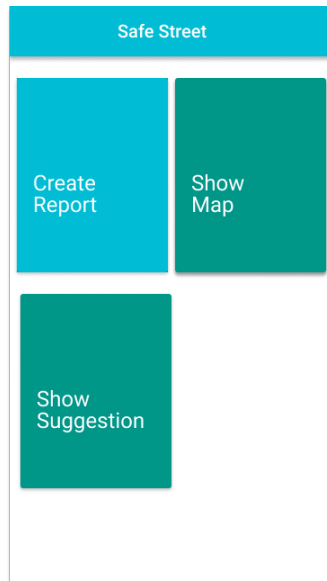 Safe Street
Create
Report
Show
Map
Show
Suggestion